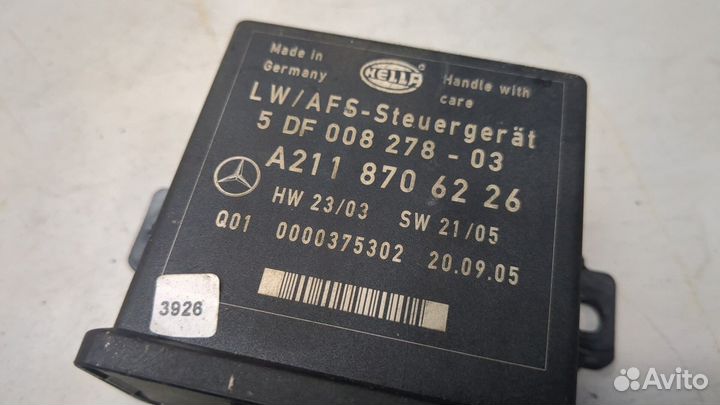 Made in
Germany
HELLA
Handle with
care
LW/AFS-Steuergerät
5 DF 008 278 - 03
A211 870 62 26
HW 23/03 SW 21/05
Q01 0000375302 20.09.05
3926
Avito